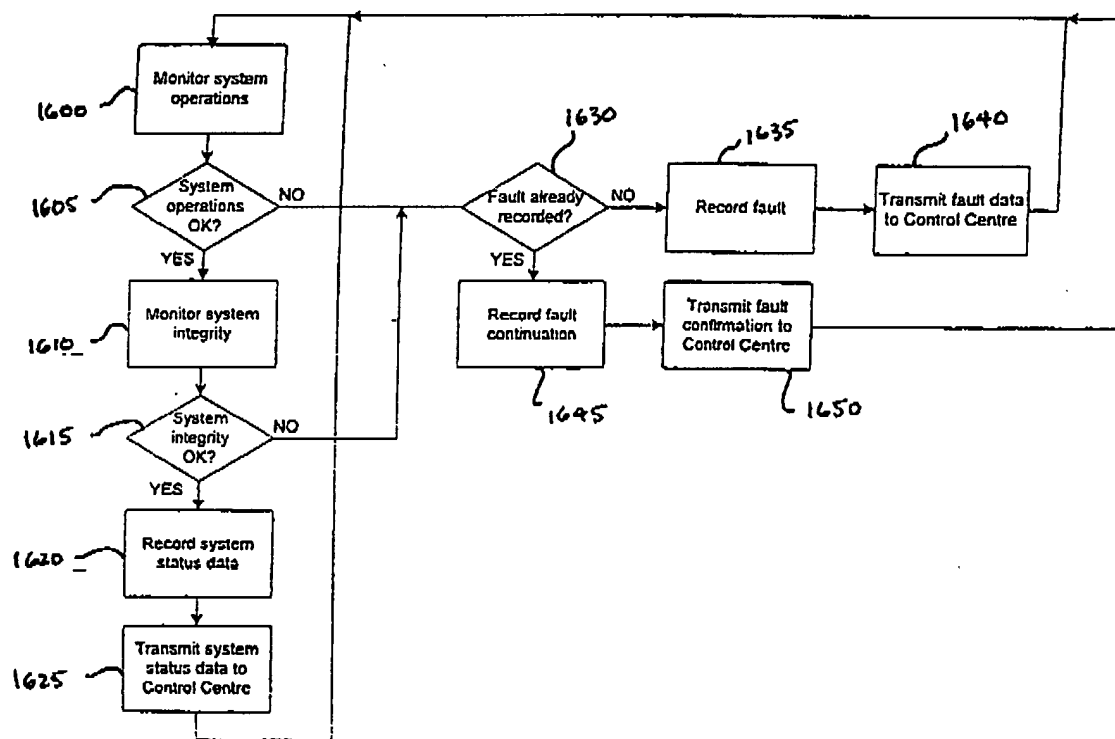 Monitor system
operations
1600
System
operations
OK?
1605
NO
YES
Monitor system
integrity
1610
System
integrity
OK?
1615
NO
YES
Record system
status data
1620
Transmit system
status data to
Control Centre
1625
1630
Fault already
recorded?
NO
YES
1635
Record fault
1640
Transmit fault data
to Control Centre
Record fault
continuation
1645
Transmit fault
confirmation to
Control Centre
1650